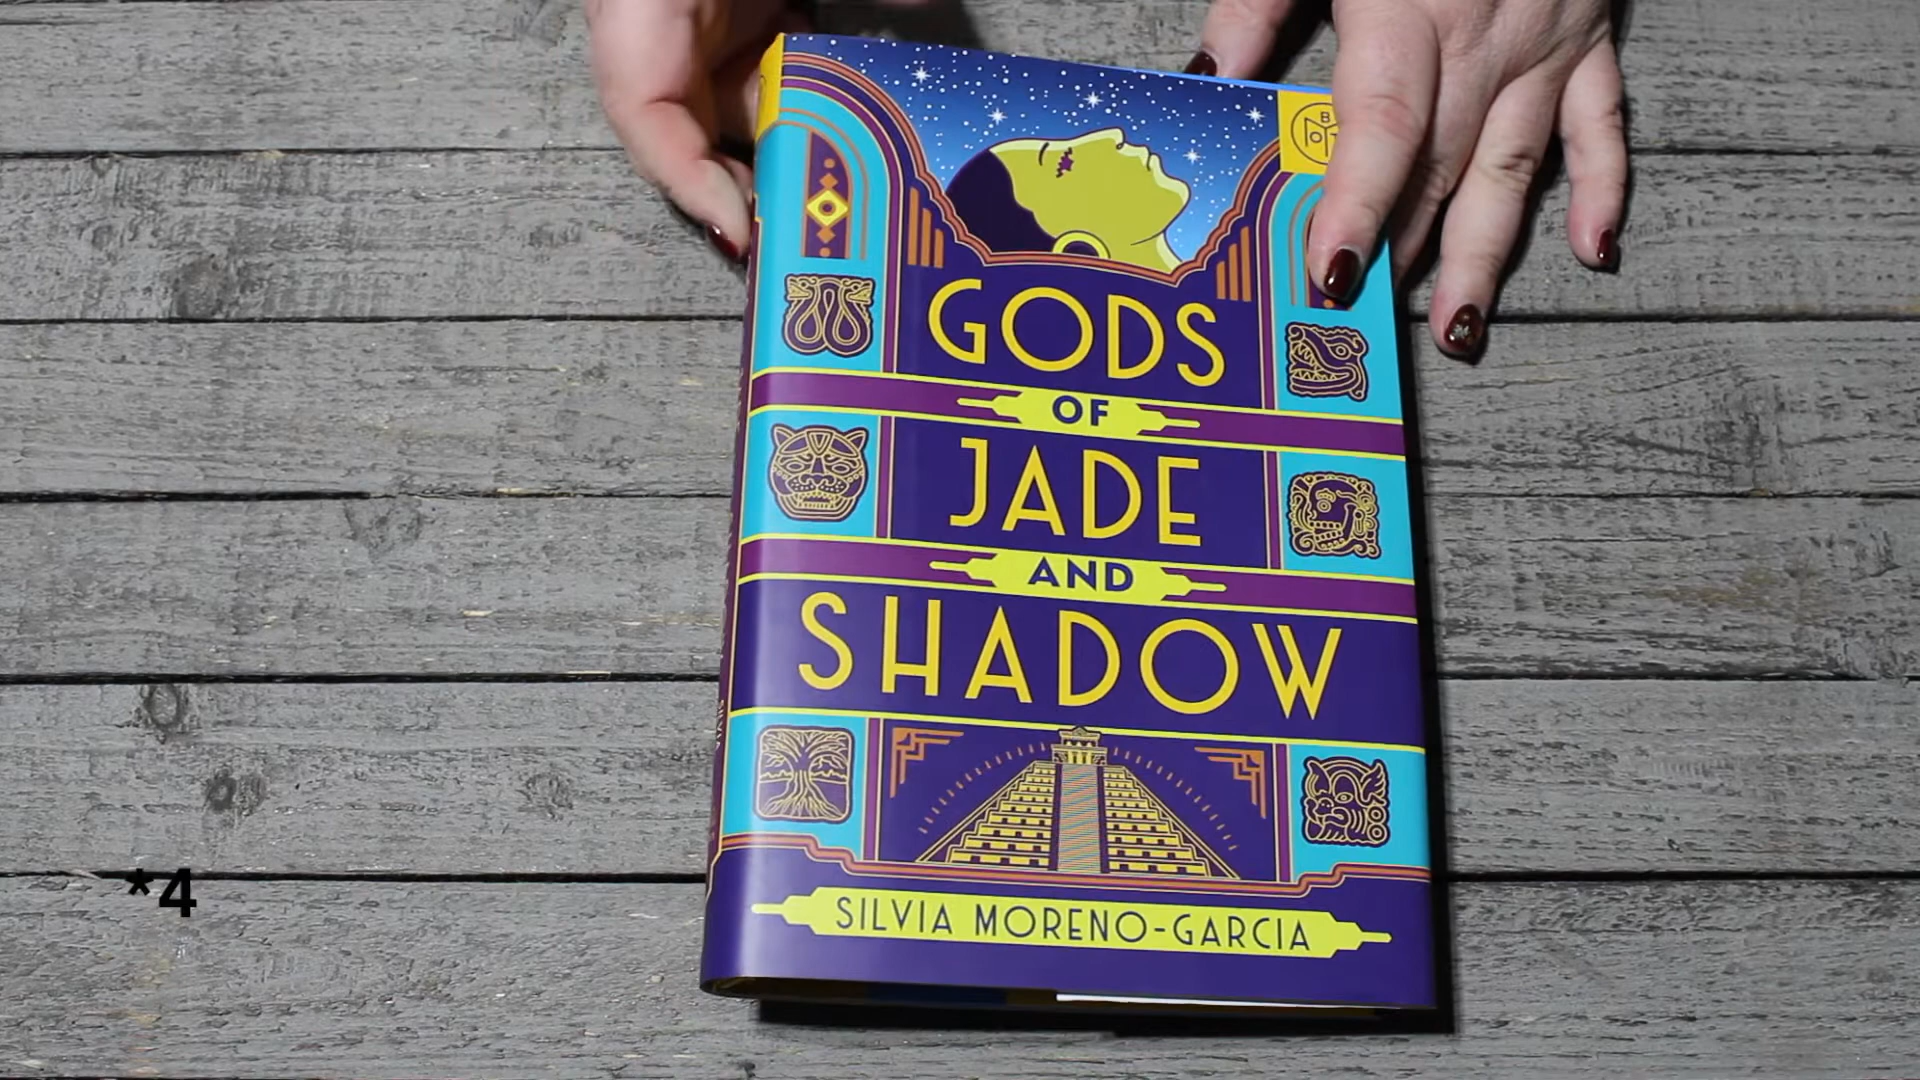 GODS
OF
JADE
AND
SHADOW
SILVIA MORENO-GARCIA
*4